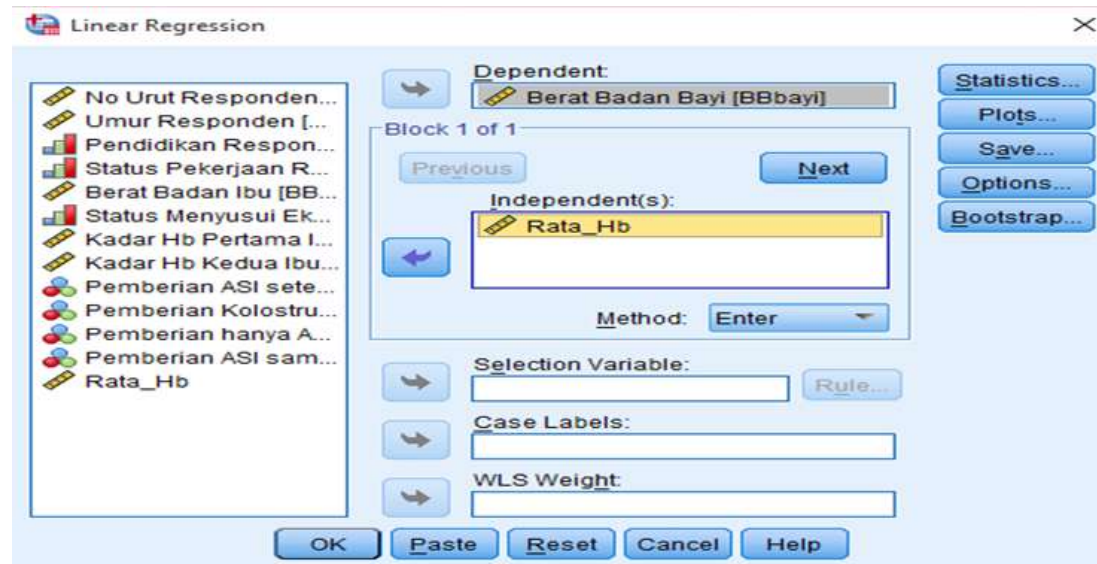 Linear Regression
No Urut Responden...
Umur Responden [...
Pendidikan Respon...
Status Pekerjaan R...
Berat Badan Ibu [BB...
Status Menyusui Ek...
Kadar Hb Pertama I...
Kadar Hb Kedua Ibu...
Pemberian ASI sete...
Pemberian Kolostru...
Pemberian hanya A...
Pemberian ASI sam...
Rata_Hb
Dependent:
Berat Badan Bayi [BBbayi]
Block 1 of 1
Previous
Next
Independent(s):
Rata_Hb
Method: Enter
Selection Variable:
Rule...
Case Labels:
WLS Weight:
Statistics...
Plots...
Save...
Options...
Bootstrap...
OK Paste Reset Cancel Help